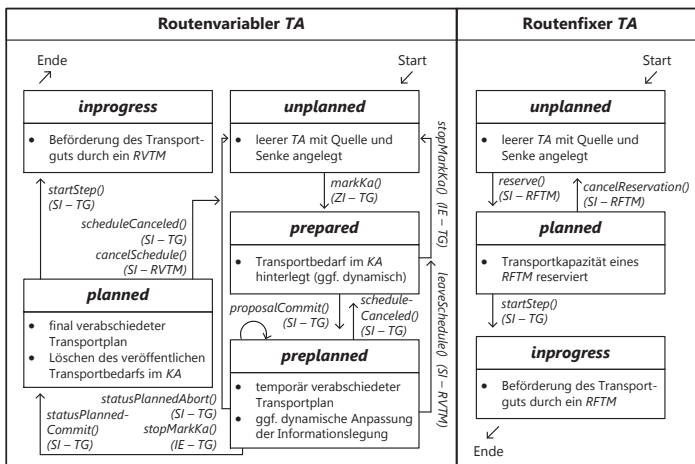 Routenvariabler TA
Routenfixer TA
Ende
Start
inprogress
• Beförderung des Transport-
guts durch ein RVTM
unplanned
• leerer TA mit Quelle und
Senke angelegt
startStep()
(SI – TG)
scheduleCanceled()
(SI – TG)
cancelSchedule()
(SI – RVTM)
markKa()
(ZI – TG)
stopMarkKa() (IE – TG)
prepared
• Transportbedarf im KA
hinterlegt (ggf. dynamisch)
planned
• final verabschiedeter
Transportplan
• Löschen des veröffentlichen
Transportbedarfs im KA
proposalCommit()
(SI – TG)
schedule-
Canceled()
(SI – TG)
leaveSchedule() (SI – RVTM)
preplanned
• temporär verabschiedeter
Transportplan
• ggf. dynamische Anpassung
der Informationslegung
statusPlannedAbort()
(SI – TG)
statusPlanned-
Commit()
(SI – TG)
stopMarkKa()
(IE – TG)
Start
unplanned
• leerer TA mit Quelle und
Senke angelegt
reserve()
(SI – RFTM)
cancelReservation()
(SI – RFTM)
planned
• Transportkapazität eines
RFTM reserviert
startStep()
(SI – TG)
inprogress
• Beförderung des Transport-
guts durch ein RFTM
Ende